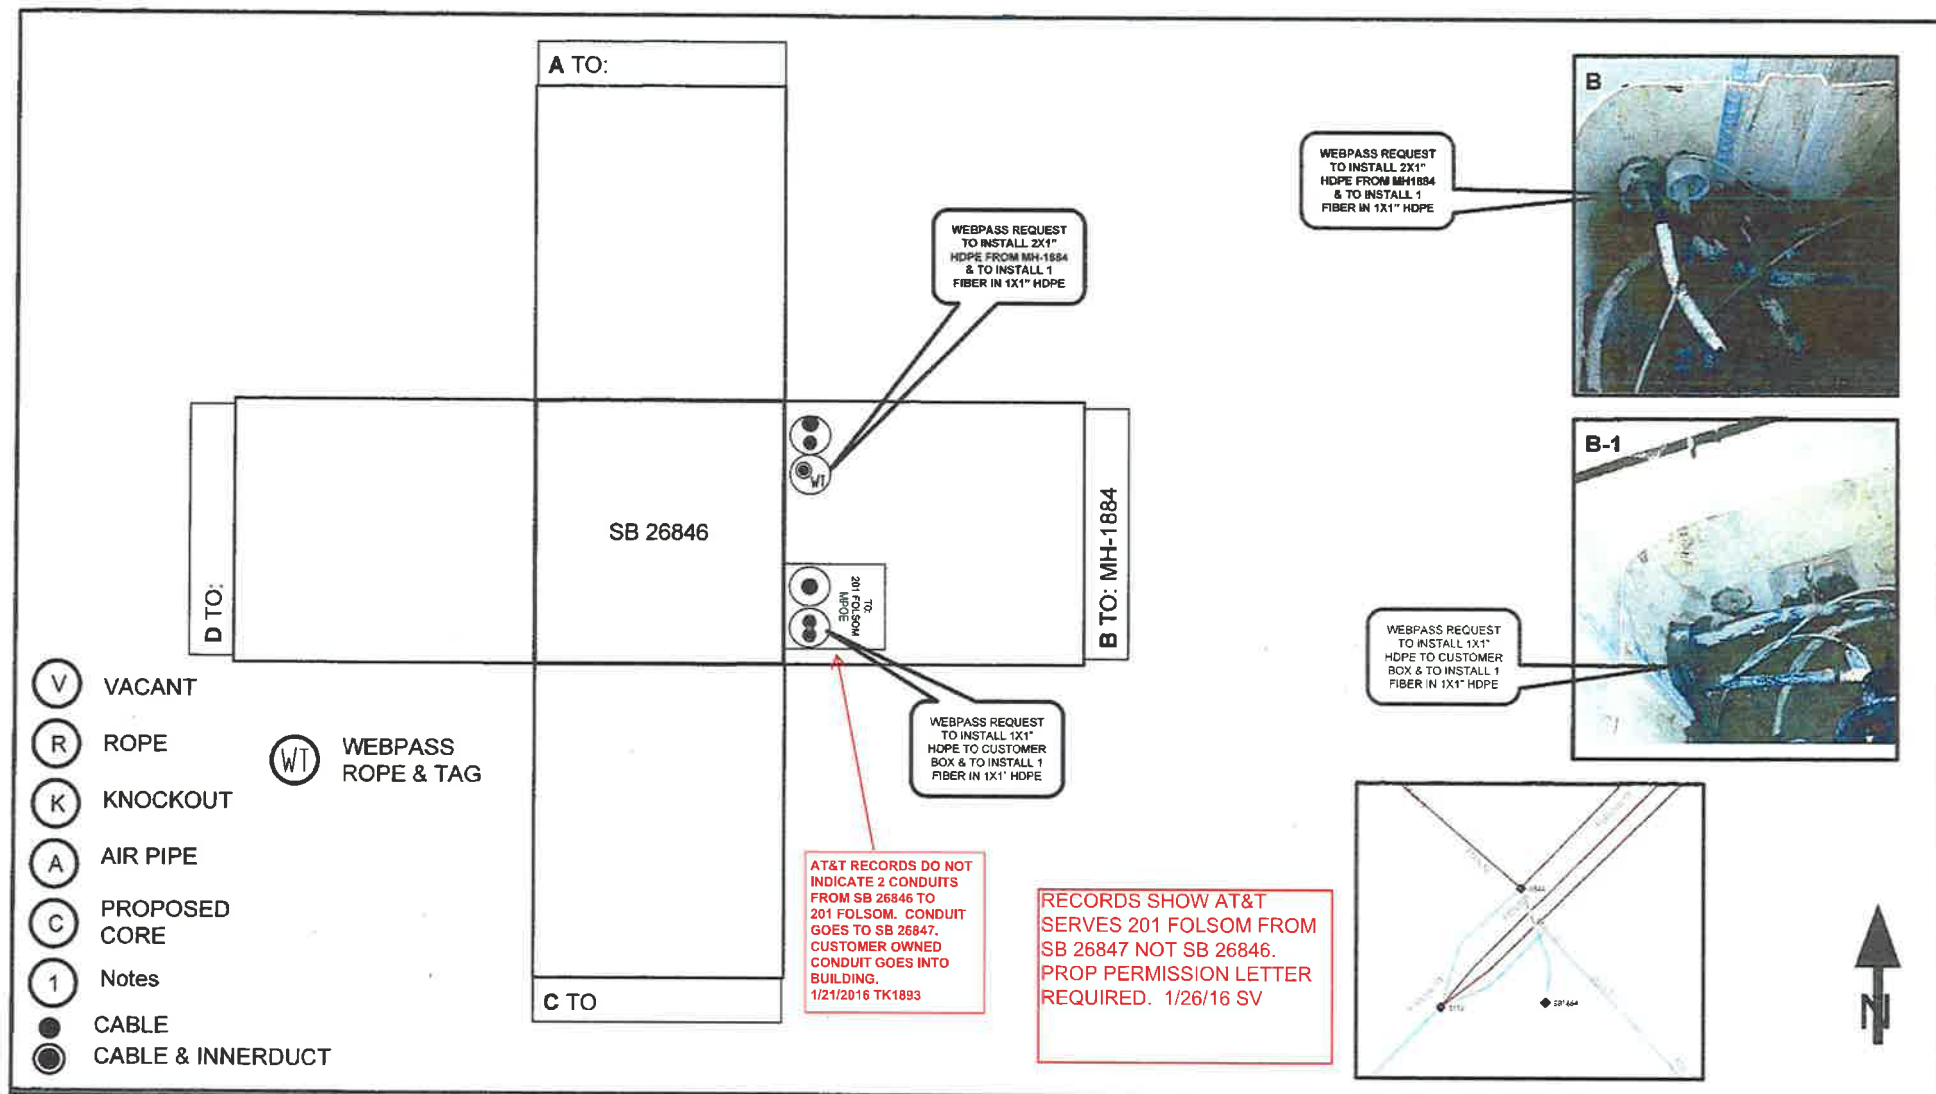 A TO:
WEBPASS REQUEST
TO INSTALL 2X1"
HDPE FROM MH-1884
& TO INSTALL 1
FIBER IN 1X1" HDPE
B
WEBPASS REQUEST
TO INSTALL 2X1"
HDPE FROM MH1884
& TO INSTALL 1
FIBER IN 1X1" HDPE
B-1
WEBPASS REQUEST
TO INSTALL 1X1"
HDPE TO CUSTOMER
BOX & TO INSTALL 1
FIBER IN 1X1" HDPE
D TO:
SB 26846
WT
TO:
201 FOLSOM
MPOE
B TO: MH-1884
WEBPASS REQUEST
TO INSTALL 1X1"
HDPE TO CUSTOMER
BOX & TO INSTALL 1
FIBER IN 1X1' HDPE
C TO
V VACANT
R ROPE
K KNOCKOUT
A AIR PIPE
C PROPOSED
CORE
1 Notes
CABLE
CABLE & INNERDUCT
WT WEBPASS
ROPE & TAG
AT&T RECORDS DO NOT
INDICATE 2 CONDUITS
FROM SB 26846 TO
201 FOLSOM. CONDUIT
GOES TO SB 26847.
CUSTOMER OWNED
CONDUIT GOES INTO
BUILDING.
1/21/2016 TK1893
RECORDS SHOW AT&T
SERVES 201 FOLSOM FROM
SB 26847 NOT SB 26846.
PROP PERMISSION LETTER
REQUIRED. 1/26/16 SV
N